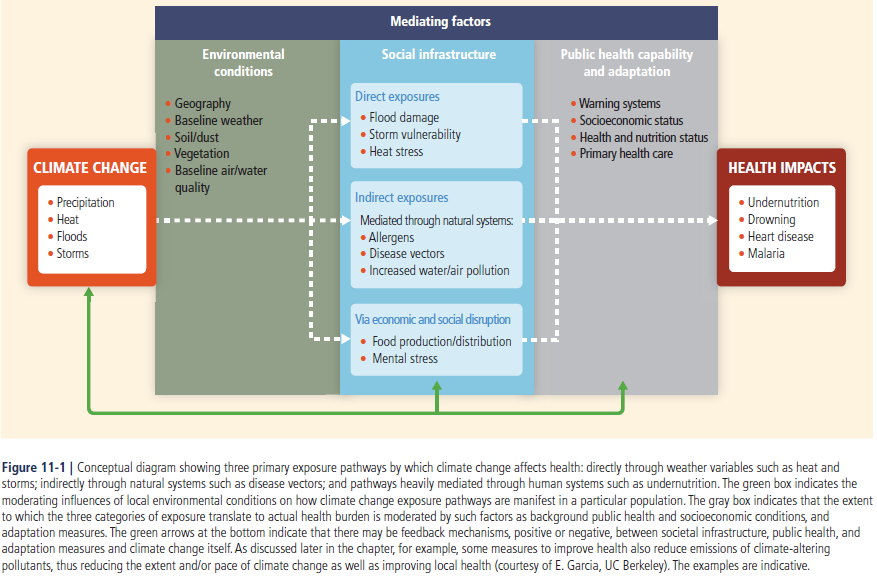 Mediating factors
Environmental
conditions
• Geography
• Baseline weather
• Soil/dust
• Vegetation
• Baseline air/water
quality
Social infrastructure
Direct exposures
• Flood damage
• Storm vulnerability
• Heat stress
Indirect exposures
Mediated through natural systems:
• Allergens
• Disease vectors
• Increased water/air pollution
Via economic and social disruption
• Food production/distribution
• Mental stress
Public health capability
and adaptation
• Warning systems
• Socioeconomic status
• Health and nutrition status
• Primary health care
CLIMATE CHANGE
• Precipitation
• Heat
• Floods
• Storms
HEALTH IMPACTS
• Undernutrition
• Drowning
• Heart disease
• Malaria
Figure 11-1 | Conceptual diagram showing three primary exposure pathways by which climate change affects health: directly through weather variables such as heat and
storms; indirectly through natural systems such as disease vectors; and pathways heavily mediated through human systems such as undernutrition. The green box indicates the
moderating influences of local environmental conditions on how climate change exposure pathways are manifest in a particular population. The gray box indicates that the extent
to which the three categories of exposure translate to actual health burden is moderated by such factors as background public health and socioeconomic conditions, and
adaptation measures. The green arrows at the bottom indicate that there may be feedback mechanisms, positive or negative, between societal infrastructure, public health, and
adaptation measures and climate change itself. As discussed later in the chapter, for example, some measures to improve health also reduce emissions of climate-altering
pollutants, thus reducing the extent and/or pace of climate change as well as improving local health (courtesy of E. Garcia, UC Berkeley). The examples are indicative.